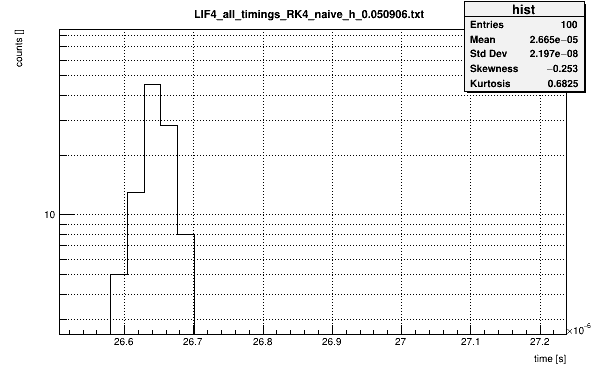 LIF4_all_timings_RK4_naive_h_0.050906.txt
hist
Entries 100
Mean 2.665e−05
Std Dev 2.197e−08
Skewness −0.253
Kurtosis 0.6825
counts []
10
26.6 26.7 26.8 26.9 27 27.1 27.2
×10⁻⁶
time [s]